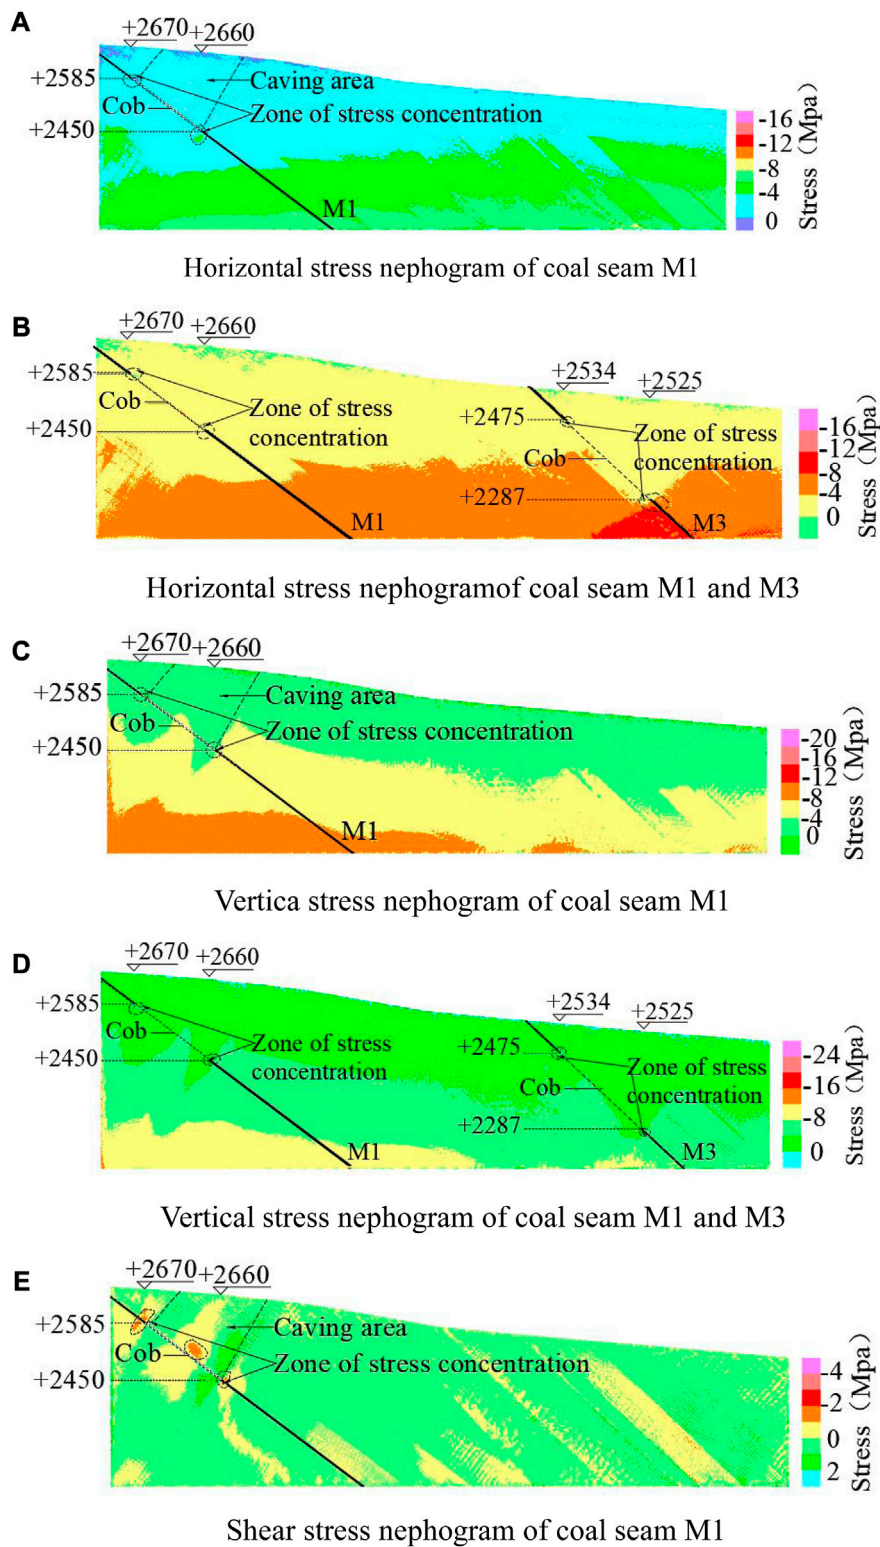 A
+2670
+2660
+2585
Caving area
Cob
Zone of stress concentration
+2450
M1
-16
-12
-8
-4
0
Stress (Mpa)
Horizontal stress nephogram of coal seam M1
B
+2670
+2660
+2585
Cob
Zone of stress
concentration
+2450
M1
+2534
+2525
+2475
Zone of stress
concentration
Cob
+2287
M3
-16
-12
-8
-4
0
Stress (Mpa)
Horizontal stress nephogramof coal seam M1 and M3
C
+2670
+2660
+2585
Caving area
Cob
Zone of stress concentration
+2450
M1
-20
-16
-12
-8
-4
0
Stress (Mpa)
Vertica stress nephogram of coal seam M1
D
+2670
+2660
+2585
Cob
Zone of stress
concentration
+2450
M1
+2534
+2525
+2475
Zone of stress
concentration
Cob
+2287
M3
-24
-16
-8
0
Stress (Mpa)
Vertical stress nephogram of coal seam M1 and M3
E
+2670
+2660
+2585
Caving area
Cob
Zone of stress concentration
+2450
-4
-2
0
2
Stress (Mpa)
Shear stress nephogram of coal seam M1